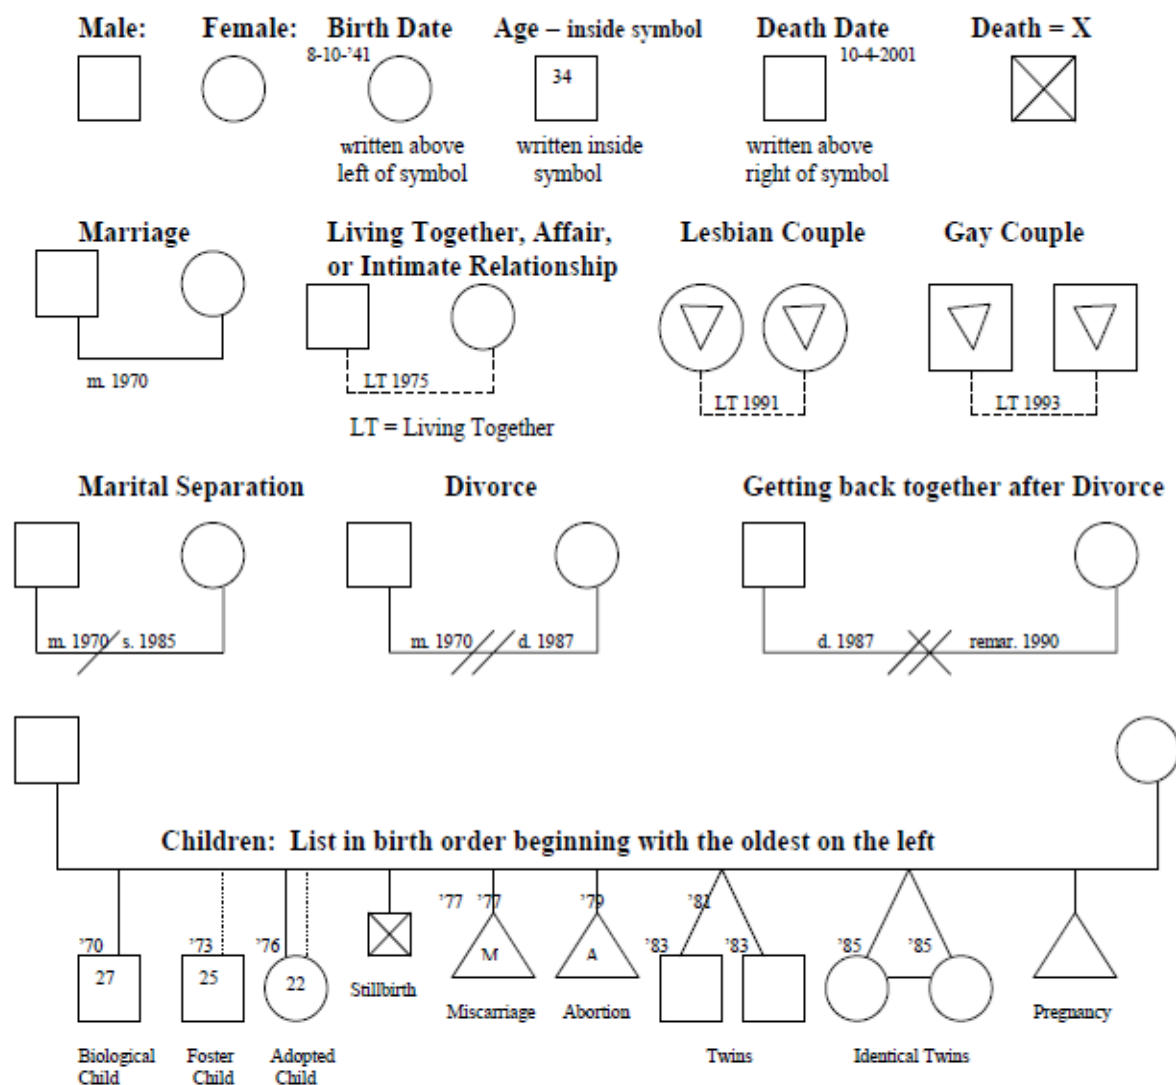 Male: Female: Birth Date Age – inside symbol Death Date Death = X
8-10-'41 34 10-4-2001
written above written inside written above
left of symbol symbol right of symbol
Marriage Living Together, Affair, Lesbian Couple Gay Couple
or Intimate Relationship
m. 1970 LT 1975 LT 1991 LT 1993
LT = Living Together
Marital Separation Divorce Getting back together after Divorce
m. 1970 s. 1985 m. 1970 d. 1987 d. 1987 remar. 1990
Children: List in birth order beginning with the oldest on the left
'77 '77 '79 '81
'70 '73 '76 '83 '83 '85 '85
27 25 22 M A
Stillbirth Miscarriage Abortion Pregnancy
Biological Foster Adopted Twins Identical Twins
Child Child Child